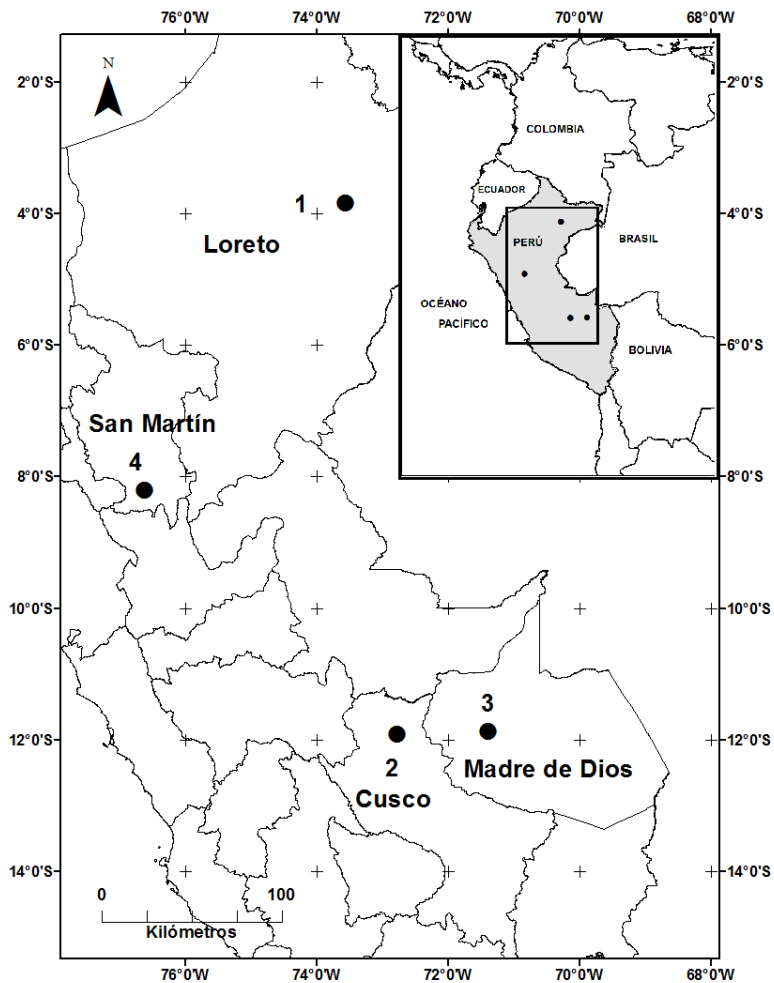 76°0'W 74°0'W 72°0'W 70°0'W 68°0'W
N
2°0'S 2°0'S
COLOMBIA
ECUADOR
1
4°0'S 4°0'S
Loreto
PERÚ
BRASIL
OCÉANO
PACÍFICO
6°0'S 6°0'S
BOLIVIA
San Martín
4
8°0'S 8°0'S
10°0'S 10°0'S
3
12°0'S 12°0'S
2
Madre de Dios
Cusco
14°0'S 14°0'S
0 100
Kilómetros
76°0'W 74°0'W 72°0'W 70°0'W 68°0'W